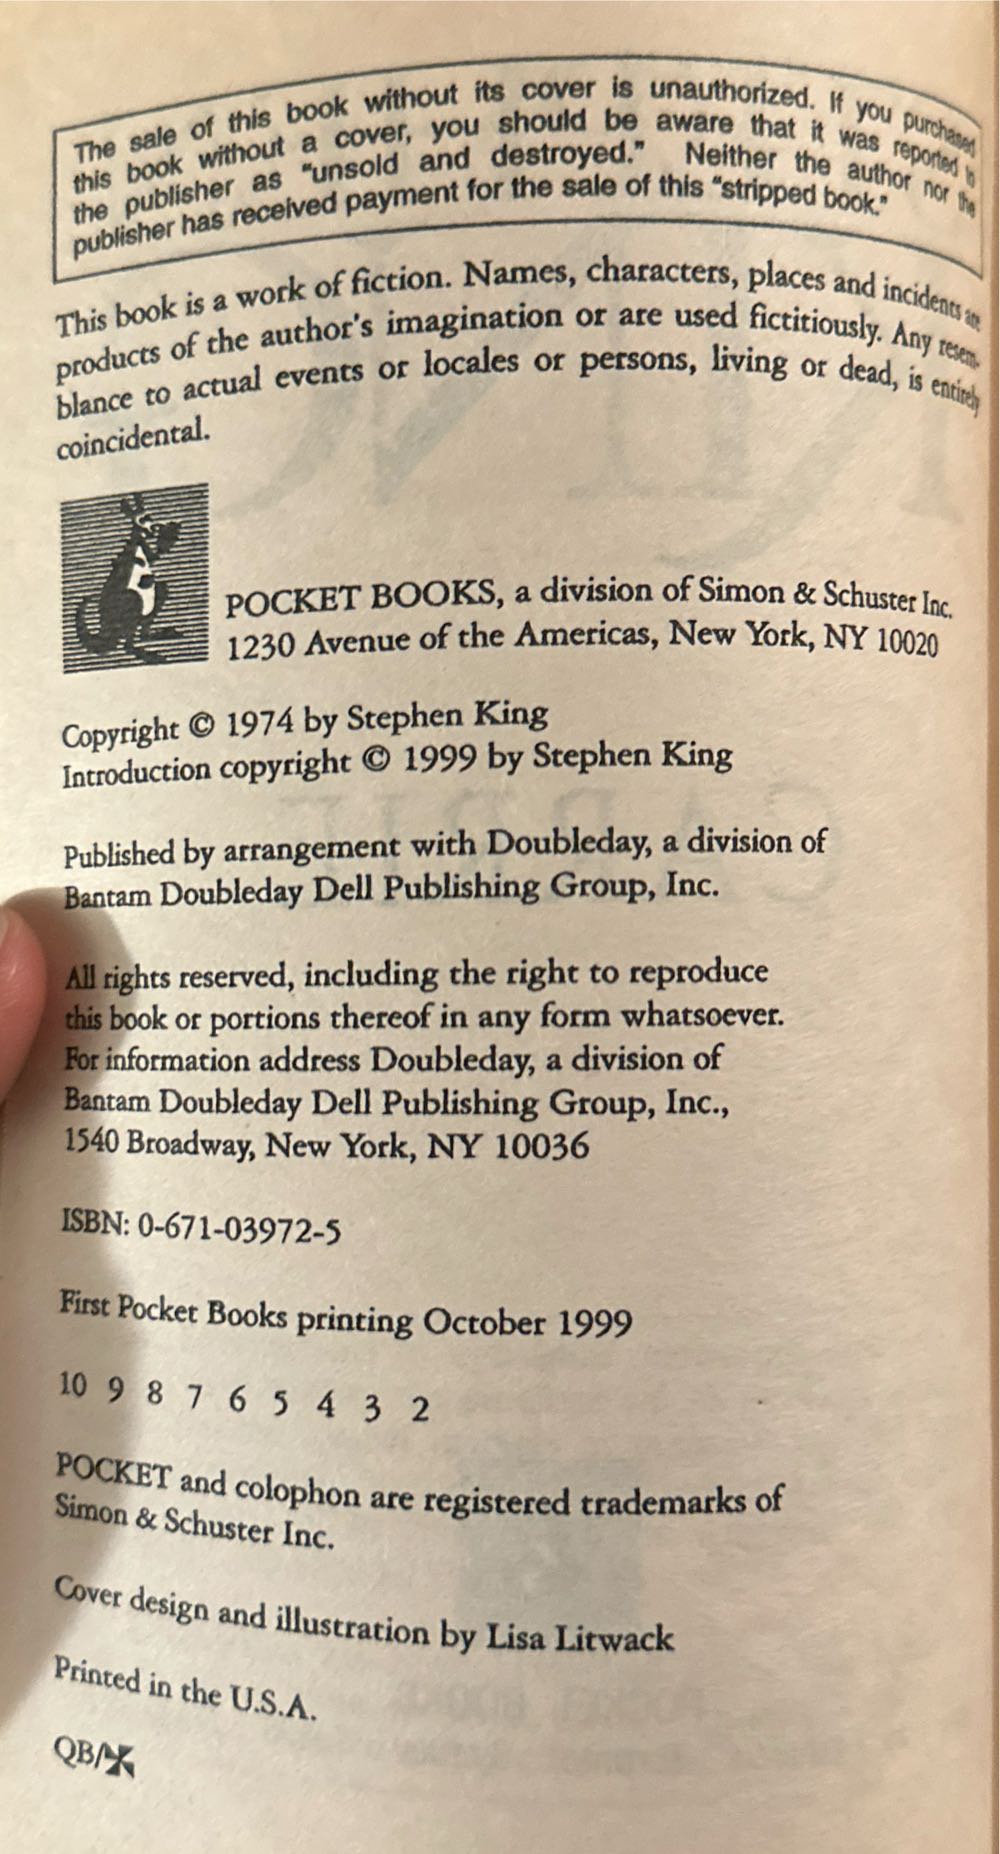 The sale of this book without its cover is unauthorized. If you purchased
this book without a cover, you should be aware that it was reported to
the publisher as "unsold and destroyed." Neither the author nor the
publisher has received payment for the sale of this "stripped book."
This book is a work of fiction. Names, characters, places and incidents are
products of the author's imagination or are used fictitiously. Any resem-
blance to actual events or locales or persons, living or dead, is entirely
coincidental.
POCKET BOOKS, a division of Simon & Schuster Inc.
1230 Avenue of the Americas, New York, NY 10020
Copyright © 1974 by Stephen King
Introduction copyright © 1999 by Stephen King
Published by arrangement with Doubleday, a division of
Bantam Doubleday Dell Publishing Group, Inc.
All rights reserved, including the right to reproduce
this book or portions thereof in any form whatsoever.
For information address Doubleday, a division of
Bantam Doubleday Dell Publishing Group, Inc.,
1540 Broadway, New York, NY 10036
ISBN: 0-671-03972-5
First Pocket Books printing October 1999
10 9 8 7 6 5 4 3 2
POCKET and colophon are registered trademarks of
Simon & Schuster Inc.
Cover design and illustration by Lisa Litwack
Printed in the U.S.A.
QB/